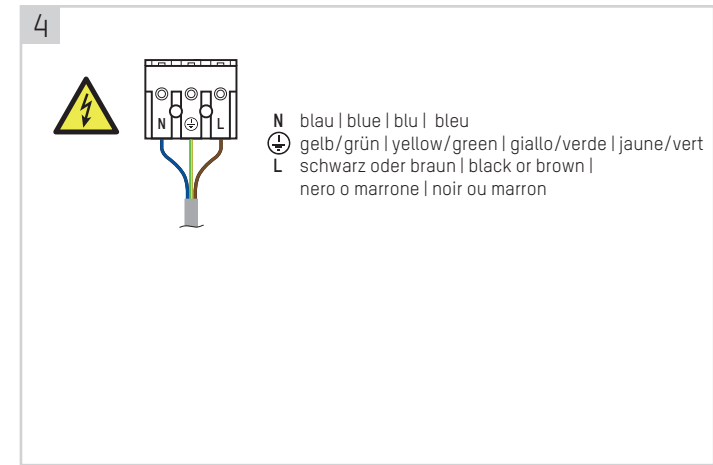 4
N L
N blau | blue | blu | bleu
⏚ gelb/grün | yellow/green | giallo/verde | jaune/vert
L schwarz oder braun | black or brown |
nero o marrone | noir ou marron